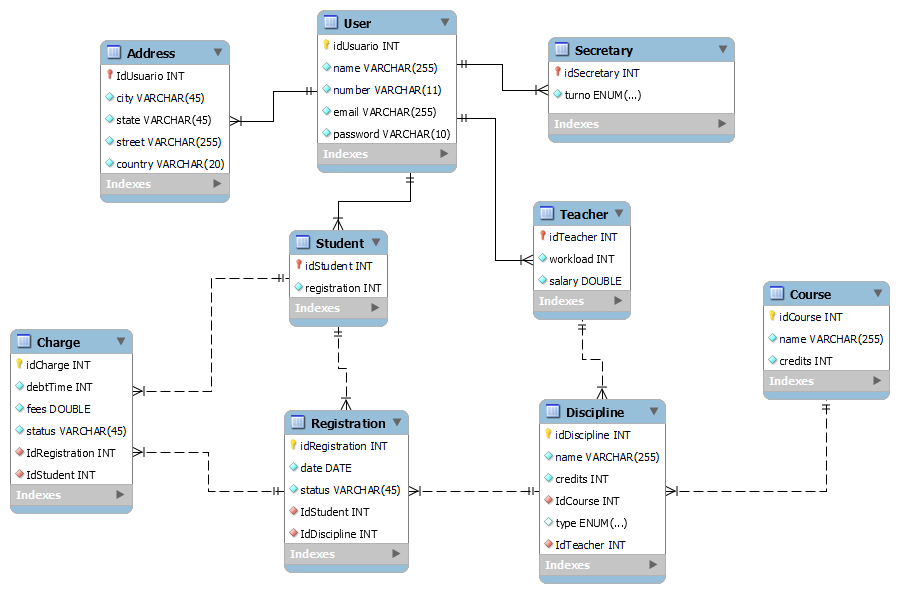 Address
IdUsuario INT
city VARCHAR(45)
state VARCHAR(45)
street VARCHAR(255)
country VARCHAR(20)
Indexes
User
idUsuario INT
name VARCHAR(255)
number VARCHAR(11)
email VARCHAR(255)
password VARCHAR(10)
Indexes
Secretary
idSecretary INT
turno ENUM(...)
Indexes
Student
idStudent INT
registration INT
Indexes
Teacher
idTeacher INT
workload INT
salary DOUBLE
Indexes
Course
idCourse INT
name VARCHAR(255)
credits INT
Indexes
Charge
idCharge INT
debtTime INT
fees DOUBLE
status VARCHAR(45)
IdRegistration INT
IdStudent INT
Indexes
Registration
idRegistration INT
date DATE
status VARCHAR(45)
IdStudent INT
IdDiscipline INT
Indexes
Discipline
idDiscipline INT
name VARCHAR(255)
credits INT
IdCourse INT
type ENUM(...)
IdTeacher INT
Indexes